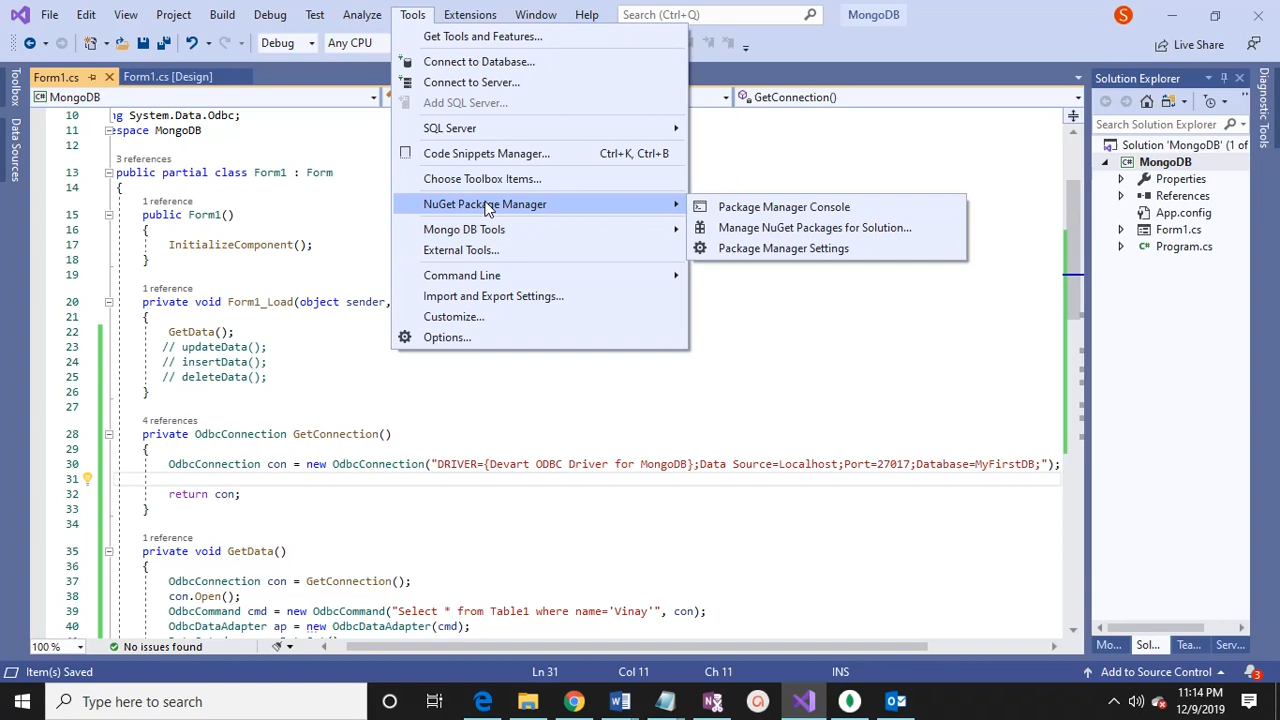 File Edit View Project Build Debug Test Analyze Tools Extensions Window Help Search (Ctrl+Q) MongoDB S
Debug Any CPU Live Share
Get Tools and Features...
Connect to Database...
Connect to Server...
Add SQL Server...
SQL Server
Code Snippets Manager... Ctrl+K, Ctrl+B
Choose Toolbox Items...
NuGet Package Manager
Mongo DB Tools
External Tools...
Command Line
Import and Export Settings...
Customize...
Options...
Package Manager Console
Manage NuGet Packages for Solution...
Package Manager Settings
Toolbox
Data Sources
Form1.cs Form1.cs [Design]
MongoDB GetConnection()
10 ng System.Data.Odbc;
11 espace MongoDB
12
3 references
13 public partial class Form1 : Form
14 {
1 reference
15 public Form1()
16 {
17 InitializeComponent();
18 }
19
1 reference
20 private void Form1_Load(object sender,
21 {
22 GetData();
23 // updateData();
24 // insertData();
25 // deleteData();
26 }
27
4 references
28 private OdbcConnection GetConnection()
29 {
30 OdbcConnection con = new OdbcConnection("DRIVER={Devart ODBC Driver for MongoDB};Data Source=Localhost;Port=27017;Database=MyFirstDB;");
31
32 return con;
33 }
34
1 reference
35 private void GetData()
36 {
37 OdbcConnection con = GetConnection();
38 con.Open();
39 OdbcCommand cmd = new OdbcCommand("Select * from Table1 where name='Vinay'", con);
40 OdbcDataAdapter ap = new OdbcDataAdapter(cmd);
100 % No issues found
Solution Explorer
Search Solution Explorer
Solution 'MongoDB' (1 of
MongoDB
Properties
References
App.config
Form1.cs
Program.cs
Mo... Sol... Tea... Serv...
Diagnostic Tools
Item(s) Saved Ln 31 Col 11 Ch 11 INS Add to Source Control 3
Type here to search
11:14 PM
12/9/2019